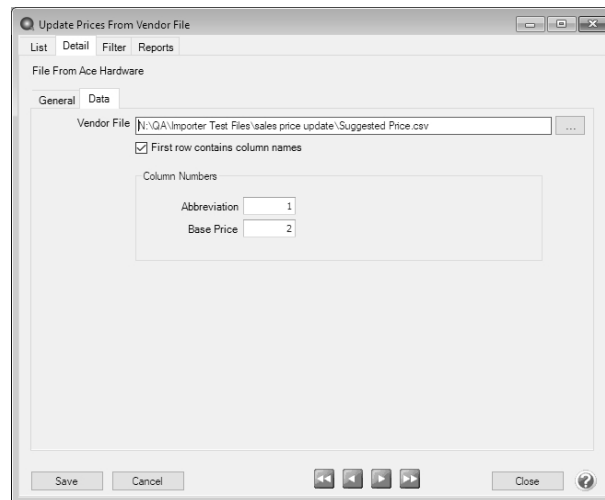 Update Prices From Vendor File
List Detail Filter Reports
File From Ace Hardware
General Data
Vendor File N:\QA\Importer Test Files\sales price update\Suggested Price.csv ...
First row contains column names
Column Numbers
Abbreviation 1
Base Price 2
Save Cancel Close ?